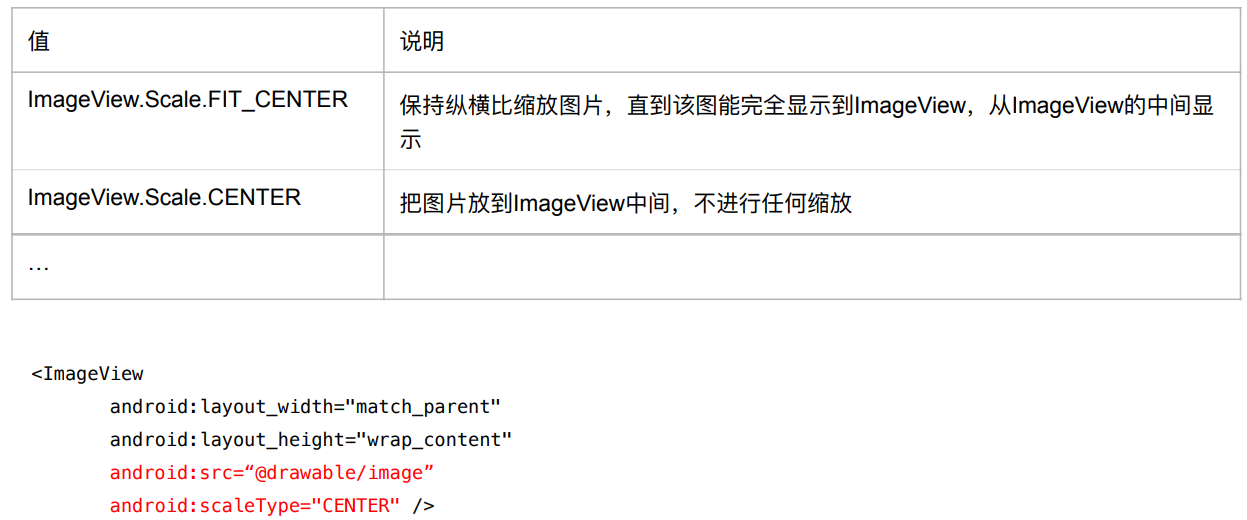 值 说明
ImageView.Scale.FIT_CENTER 保持纵横比缩放图片，直到该图能完全显示到ImageView，从ImageView的中间显
示
ImageView.Scale.CENTER 把图片放到ImageView中间，不进行任何缩放
…
<ImageView
android:layout_width="match_parent"
android:layout_height="wrap_content"
android:src=“@drawable/image”
android:scaleType="CENTER" />